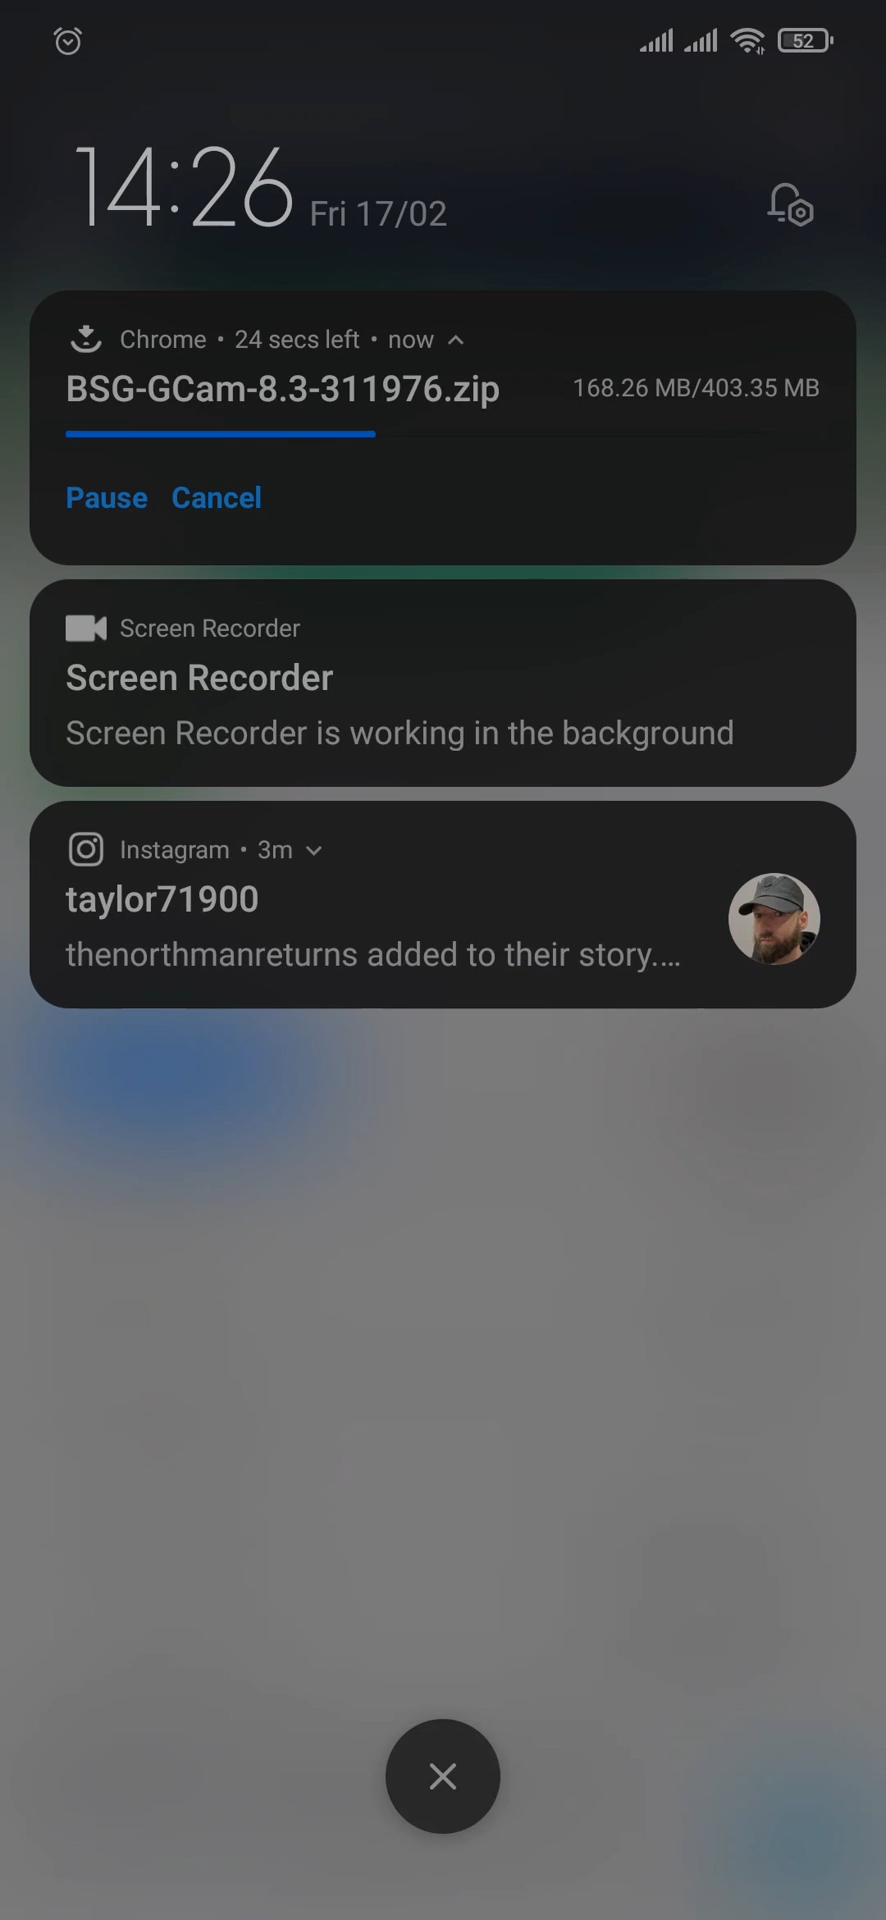 52
14:26 Fri 17/02
Chrome • 24 secs left • now
BSG-GCam-8.3-311976.zip 168.26 MB/403.35 MB
Pause Cancel
Screen Recorder
Screen Recorder
Screen Recorder is working in the background
Instagram • 3m
taylor71900
thenorthmanreturns added to their story....